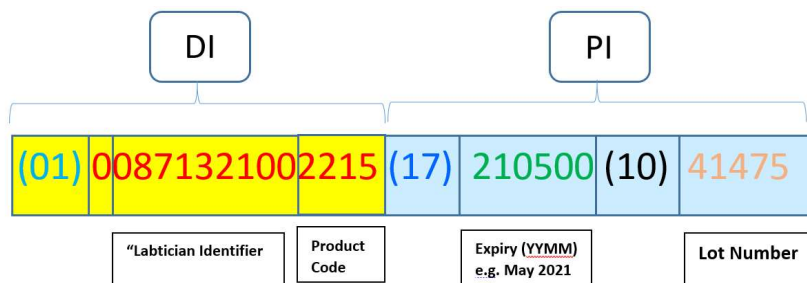 DI
PI
(01) 00871321002215 (17) 210500 (10) 41475
“Labtician Identifier
Product
Code
Expiry (YYMM)
e.g. May 2021
Lot Number